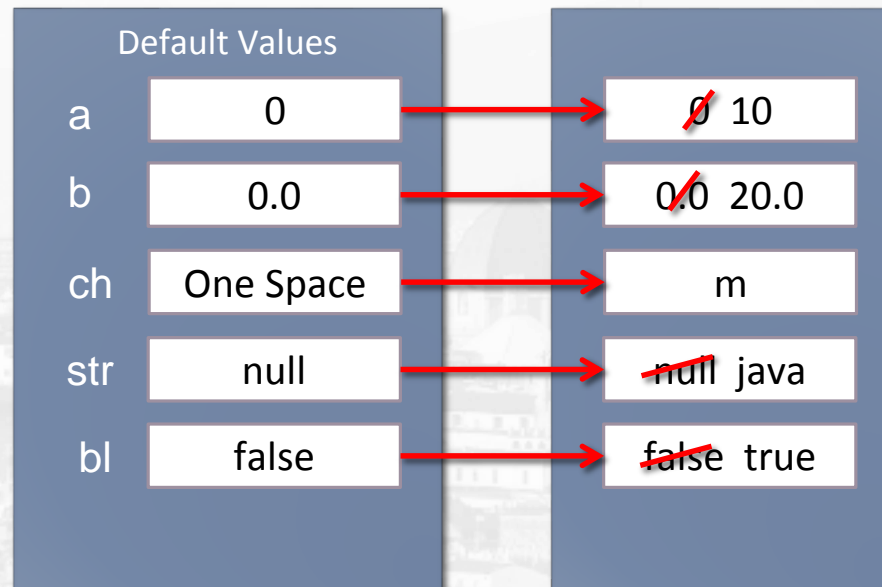 Default Values
a 0 0 10
b 0.0 0.0 20.0
ch One Space m
str null null java
bl false false true